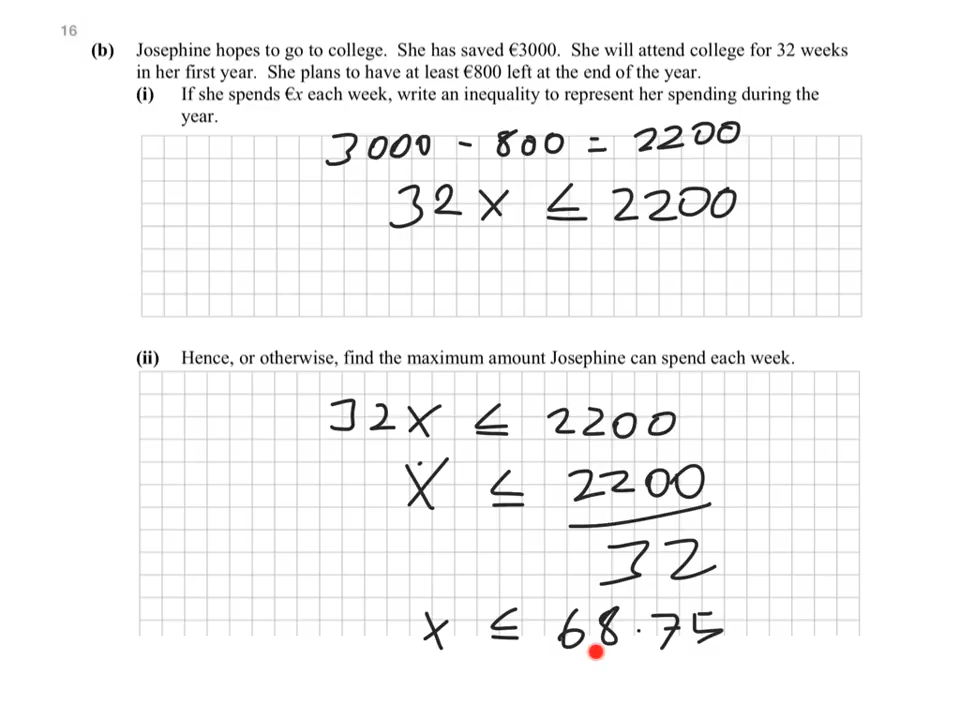 16
(b) Josephine hopes to go to college. She has saved €3000. She will attend college for 32 weeks
in her first year. She plans to have at least €800 left at the end of the year.
(i) If she spends €x each week, write an inequality to represent her spending during the
year.
3000 - 800 = 2200
32x ≤ 2200
(ii) Hence, or otherwise, find the maximum amount Josephine can spend each week.
32x ≤ 2200
x ≤ 2200
32
x ≤ 68.75